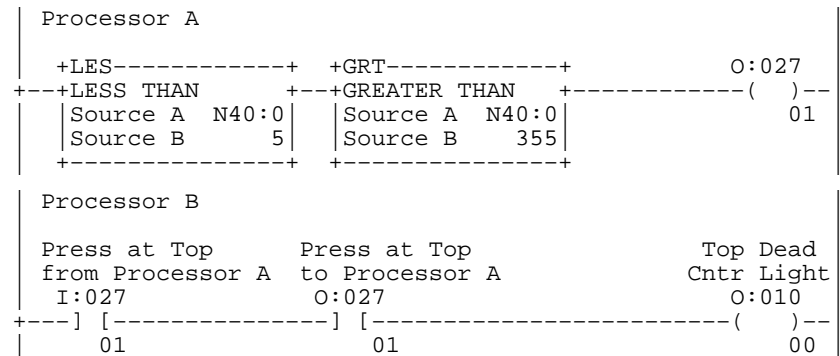 Processor A
+LES------------+ +GRT------------+ O:027
+--+LESS THAN +--+GREATER THAN +------------( )--
|Source A N40:0| |Source A N40:0| 01
|Source B 5| |Source B 355|
+---------------+ +---------------+
Processor B
Press at Top Press at Top Top Dead
from Processor A to Processor A Cntr Light
I:027 O:027 O:010
+---] [---------------] [-------------------------( )--
01 01 00